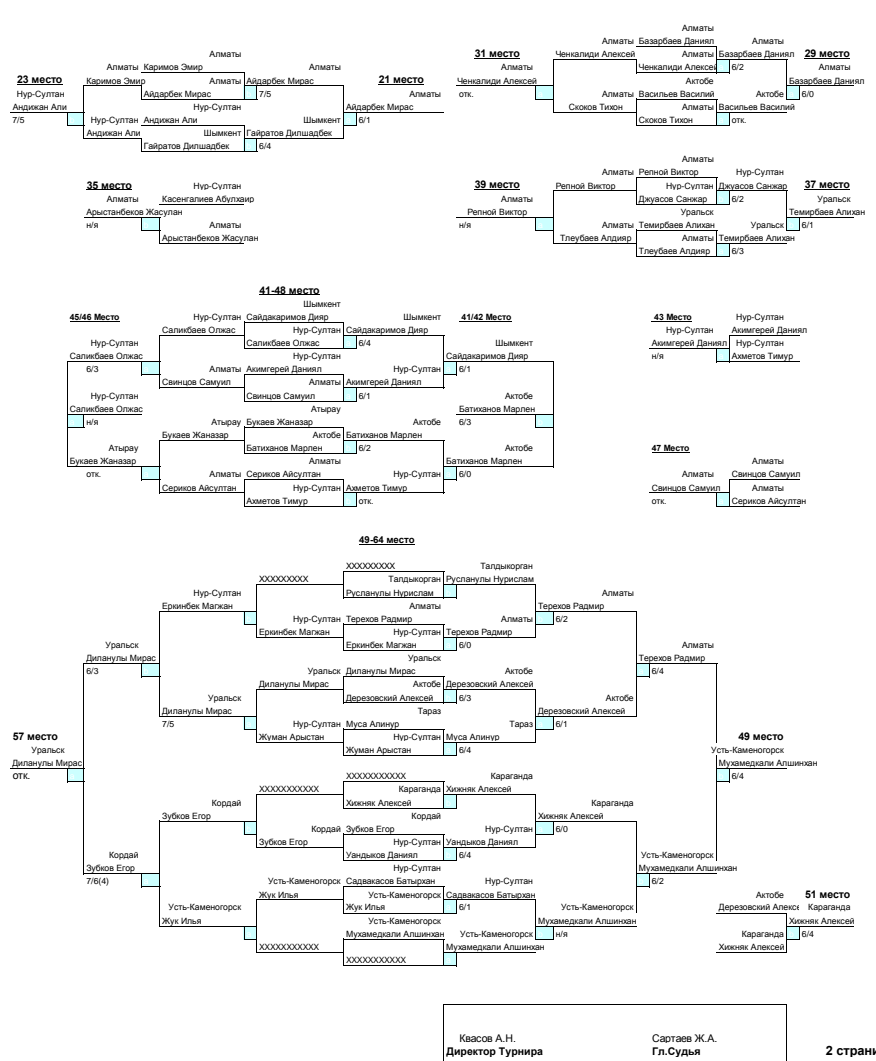 Алматы
Алматы Каримов Эмир Алматы
23 место Каримов Эмир Алматы Айдарбек Мирас 21 место
Нур-Султан Айдарбек Мирас 7/5 Алматы
Андижан Али Нур-Султан Айдарбек Мирас
7/5 Нур-Султан Андижан Али Шымкент 6/1
Андижан Али Шымкент Гайратов Дилшадбек
Гайратов Дилшадбек 6/4
Алматы
Алматы Базарбаев Даниял Алматы
31 место Ченкалиди Алексей Алматы Базарбаев Даниял 29 место
Алматы Ченкалиди Алексей 6/2 Алматы
Ченкалиди Алексей Актобе Базарбаев Даниял
отк. Алматы Васильев Василий Актобе 6/0
Скоков Тихон Алматы Васильев Василий
Скоков Тихон отк.
35 место Нур-Султан
Алматы Касенгалиев Абулхаир
Арыстанбеков Жасулан
н/я Алматы
Арыстанбеков Жасулан
Алматы
Алматы Репной Виктор Нур-Султан
39 место Репной Виктор Нур-Султан Джуасов Санжар 37 место
Алматы Джуасов Санжар 6/2 Уральск
Репной Виктор Уральск Темирбаев Алихан
н/я Алматы Темирбаев Алихан Уральск 6/1
Тлеубаев Алдияр Алматы Темирбаев Алихан
Тлеубаев Алдияр 6/3
41-48 место
Шымкент
45/46 Место Нур-Султан Сайдакаримов Дияр Шымкент 41/42 Место
Саликбаев Олжас Нур-Султан Сайдакаримов Дияр
Нур-Султан Саликбаев Олжас 6/4 Шымкент
Саликбаев Олжас Нур-Султан Сайдакаримов Дияр
6/3 Алматы Акимгерей Даниял Нур-Султан 6/1
Свинцов Самуил Алматы Акимгерей Даниял
Нур-Султан Свинцов Самуил 6/1 Актобе
Саликбаев Олжас Атырау Батиханов Марлен
н/я Атырау Букаев Жаназар Актобе 6/3
Букаев Жаназар Актобе Батиханов Марлен
Атырау Батиханов Марлен 6/2 Актобе
Букаев Жаназар Алматы Батиханов Марлен
отк. Алматы Сериков Айсултан Нур-Султан 6/0
Сериков Айсултан Нур-Султан Ахметов Тимур
Ахметов Тимур отк.
43 Место Нур-Султан
Нур-Султан Акимгерей Даниял
Акимгерей Даниял Нур-Султан
н/я Ахметов Тимур
47 Место
Алматы
Алматы Свинцов Самуил
Свинцов Самуил Алматы
отк. Сериков Айсултан
49-64 место
XXXXXXXXX Талдыкорган
XXXXXXXXX Талдыкорган Русланулы Нурислам
Нур-Султан Русланулы Нурислам Алматы
Еркинбек Магжан Алматы Терехов Радмир
Нур-Султан Терехов Радмир Алматы 6/2
Еркинбек Магжан Нур-Султан Терехов Радмир
Уральск Еркинбек Магжан 6/0 Алматы
Диланулы Мирас Уральск Терехов Радмир
6/3 Уральск Диланулы Мирас Актобе 6/4
Диланулы Мирас Актобе Дерезовский Алексей
Уральск Дерезовский Алексей 6/3 Актобе
Диланулы Мирас Тараз Дерезовский Алексей
7/5 Нур-Султан Муса Алинур Тараз 6/1
57 место Жуман Арыстан Нур-Султан Муса Алинур 49 место
Уральск Жуман Арыстан 6/4 Усть-Каменогорск
Диланулы Мирас Мухамедкали Алшинхан
отк. XXXXXXXXXXX Караганда 6/4
XXXXXXXXXXX Караганда Хижняк Алексей
Кордай Хижняк Алексей Караганда
Зубков Егор Кордай Хижняк Алексей
Кордай Зубков Егор Нур-Султан 6/0
Зубков Егор Нур-Султан Уандыков Даниял
Кордай Уандыков Даниял 6/4 Усть-Каменогорск
Зубков Егор Нур-Султан Мухамедкали Алшинхан
7/6(4) Усть-Каменогорск Садвакасов Батырхан Нур-Султан 6/2
Жук Илья Усть-Каменогорск Садвакасов Батырхан
Усть-Каменогорск Жук Илья 6/1 Усть-Каменогорск
Жук Илья Усть-Каменогорск Мухамедкали Алшинхан
Мухамедкали Алшинхан Усть-Каменогорск н/я
XXXXXXXXXXX Мухамедкали Алшинхан
XXXXXXXXXXX
Актобе 51 место
Дерезовский Алексе Караганда
Хижняк Алексей
Караганда 6/4
Хижняк Алексей
Квасов А.Н. Сартаев Ж.А.
Директор Турнира Гл.Судья 2 страни